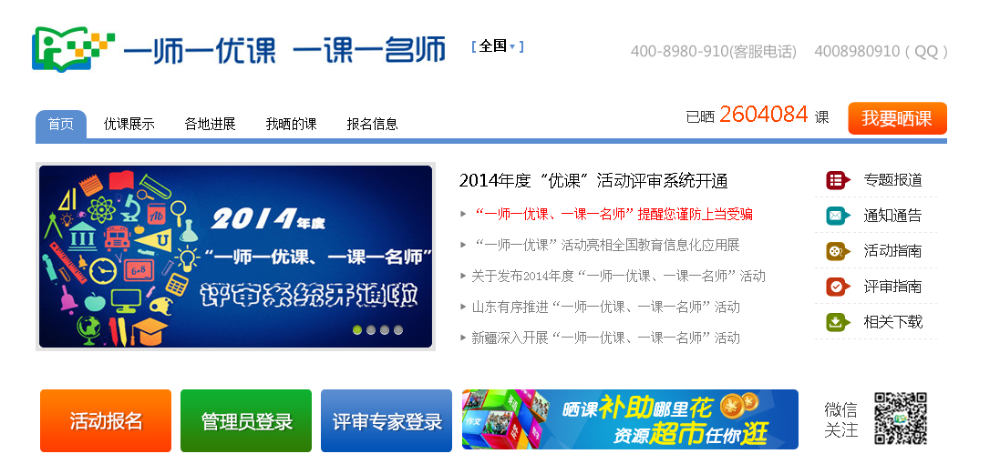 一师一优课 一课一名师
[全国]
400-8980-910(客服电话) 4008980910 ( QQ )
首页 优课展示 各地进展 我晒的课 报名信息
已晒 2604084 课
我要晒课
2014年度
“一师一优课、一课一名师”
评审系统开通啦
Ab
6×8
2014年度“优课”活动评审系统开通
“一师一优课、一课一名师”提醒您谨防上当受骗
“一师一优课”活动亮相全国教育信息化应用展
关于发布2014年度“一师一优课、一课一名师”活动
山东有序推进“一师一优课、一课一名师”活动
新疆深入开展“一师一优课、一课一名师”活动
专题报道
通知通告
活动指南
评审指南
相关下载
活动报名
管理员登录
评审专家登录
作文
晒课补助哪里花
资源超市任你逛
微信
关注